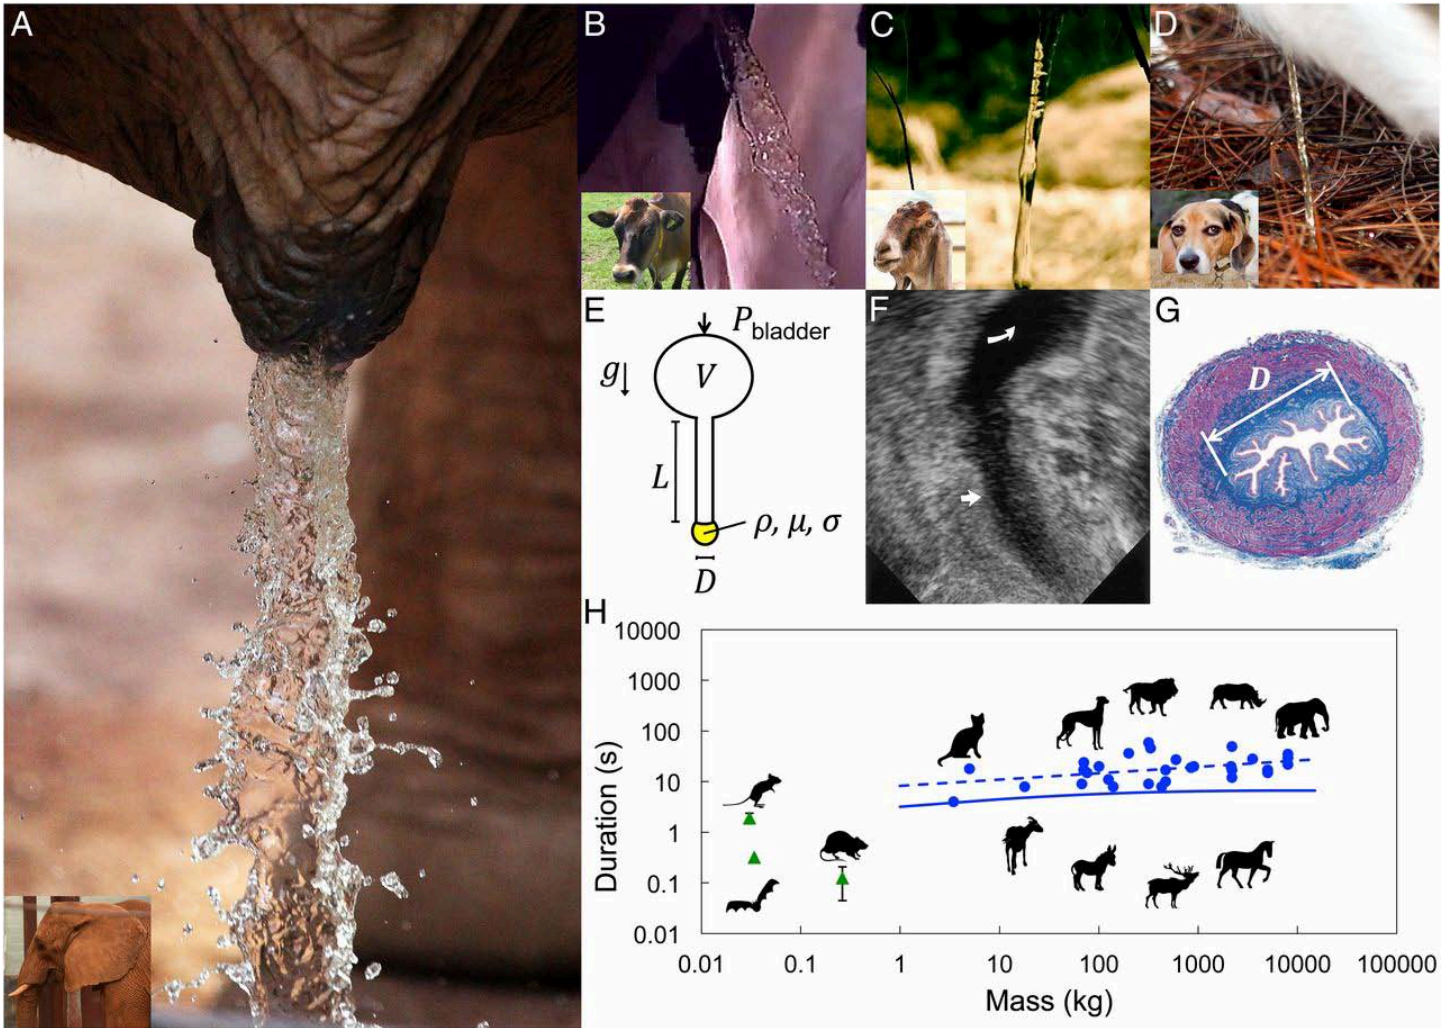 A
B
C
D
E
P bladder
g
V
L
ρ, μ, σ
D
F
G
D
H
10000
1000
100
10
1
0.1
0.01
Duration (s)
0.01 0.1 1 10 100 1000 10000 100000
Mass (kg)